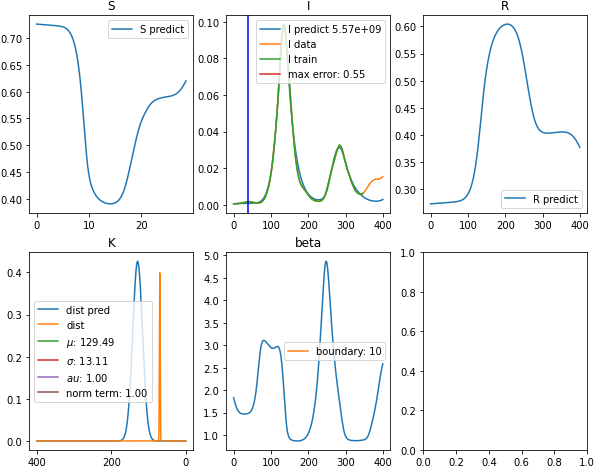 S
I
R
S predict
I predict 5.57e+09
I data
I train
max error: 0.55
R predict
0.70
0.65
0.60
0.55
0.50
0.45
0.40
0 10 20
0.10
0.08
0.06
0.04
0.02
0.00
0 100 200 300 400
0.60
0.55
0.50
0.45
0.40
0.35
0.30
0 100 200 300 400
K
beta
dist pred
dist
μ: 129.49
σ: 13.11
au: 1.00
norm term: 1.00
boundary: 10
0.4
0.3
0.2
0.1
0.0
400 200 0
5.0
4.5
4.0
3.5
3.0
2.5
2.0
1.5
1.0
0 100 200 300 400
1.0
0.8
0.6
0.4
0.2
0.0
0.0 0.2 0.4 0.6 0.8 1.0